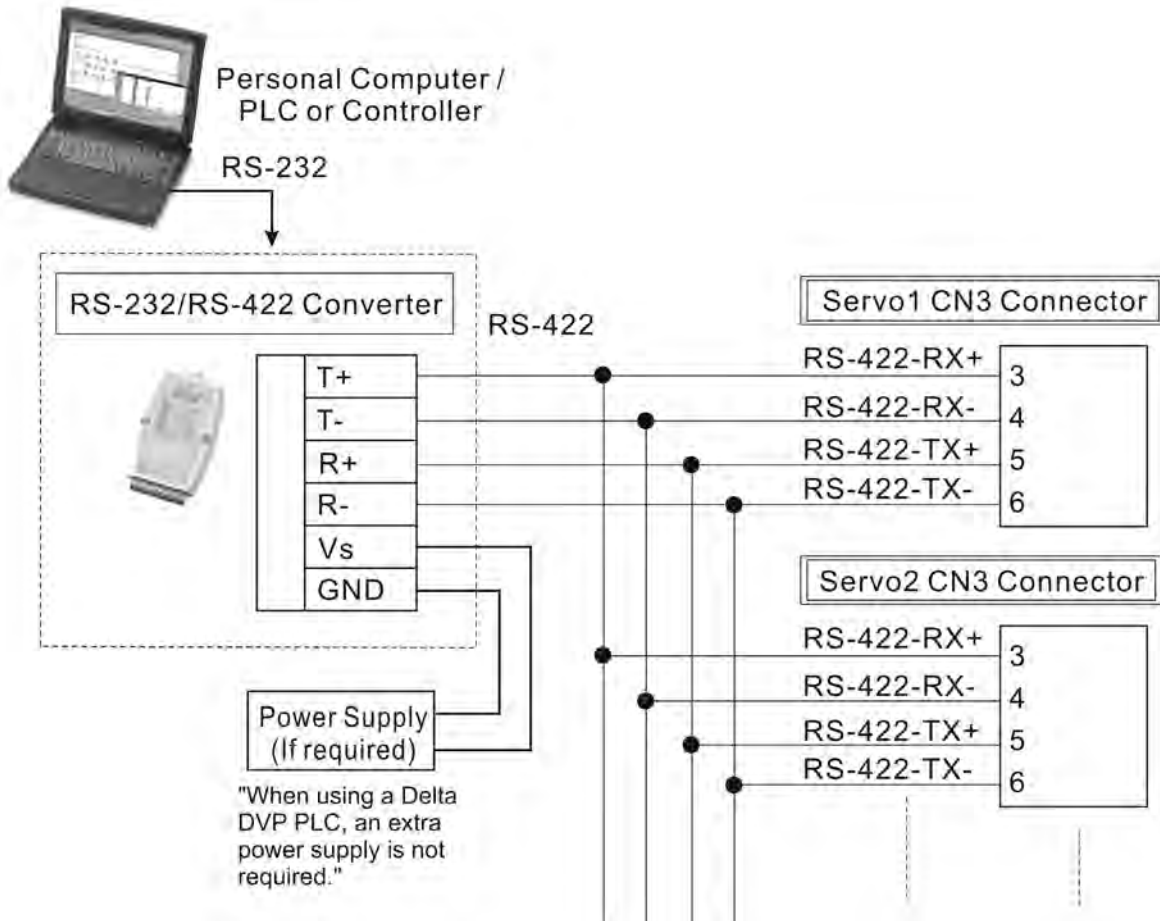 Personal Computer /
PLC or Controller
RS-232
RS-232/RS-422 Converter
RS-422
T+
T-
R+
R-
Vs
GND
Power Supply
(If required)
"When using a Delta
DVP PLC, an extra
power supply is not
required."
Servo1 CN3 Connector
RS-422-RX+ 3
RS-422-RX- 4
RS-422-TX+ 5
RS-422-TX- 6
Servo2 CN3 Connector
RS-422-RX+ 3
RS-422-RX- 4
RS-422-TX+ 5
RS-422-TX- 6